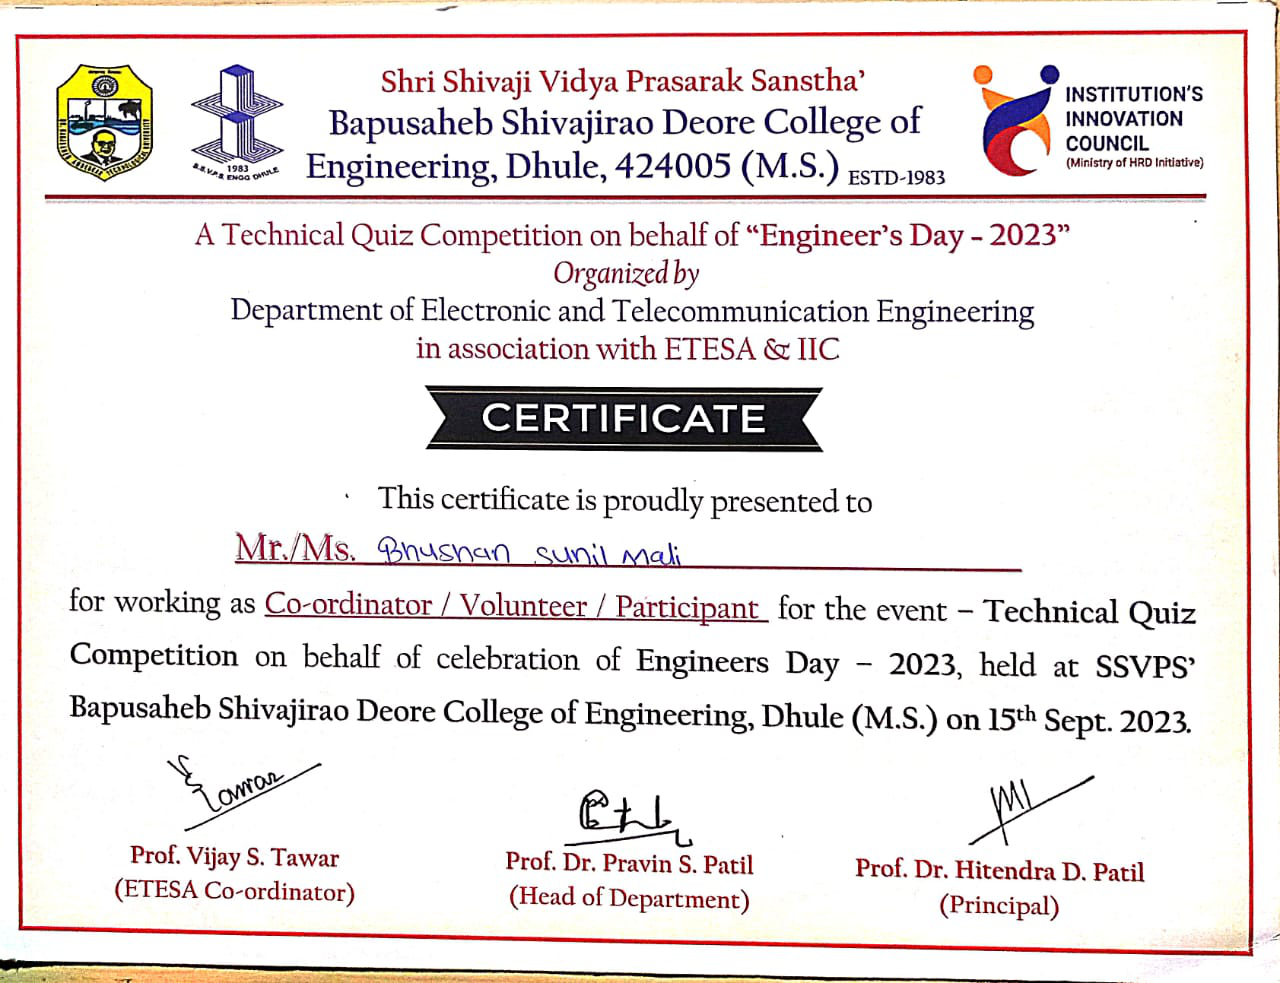 Shri Shivaji Vidya Prasarak Sanstha’
Bapusaheb Shivajirao Deore College of
Engineering, Dhule, 424005 (M.S.) ESTD-1983
1983
S.S.V.P.S ENGG DHULE
INSTITUTION'S
INNOVATION
COUNCIL
(Ministry of HRD Initiative)
A Technical Quiz Competition on behalf of “Engineer’s Day - 2023”
Organized by
Department of Electronic and Telecommunication Engineering
in association with ETESA & IIC
CERTIFICATE
This certificate is proudly presented to
Mr./Ms. Bhushan Sunil Mali
for working as Co-ordinator / Volunteer / Participant for the event – Technical Quiz
Competition on behalf of celebration of Engineers Day – 2023, held at SSVPS’
Bapusaheb Shivajirao Deore College of Engineering, Dhule (M.S.) on 15th Sept. 2023.
Prof. Vijay S. Tawar
(ETESA Co-ordinator)
Prof. Dr. Pravin S. Patil
(Head of Department)
Prof. Dr. Hitendra D. Patil
(Principal)